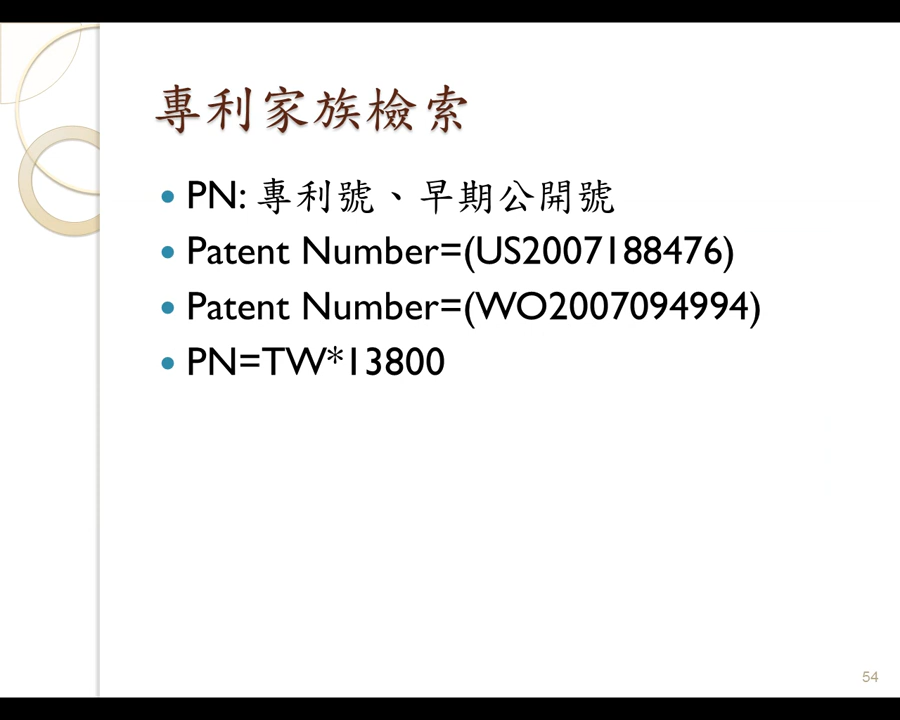 專利家族檢索
• PN: 專利號、早期公開號
• Patent Number=(US2007188476)
• Patent Number=(WO2007094994)
• PN=TW*13800
54